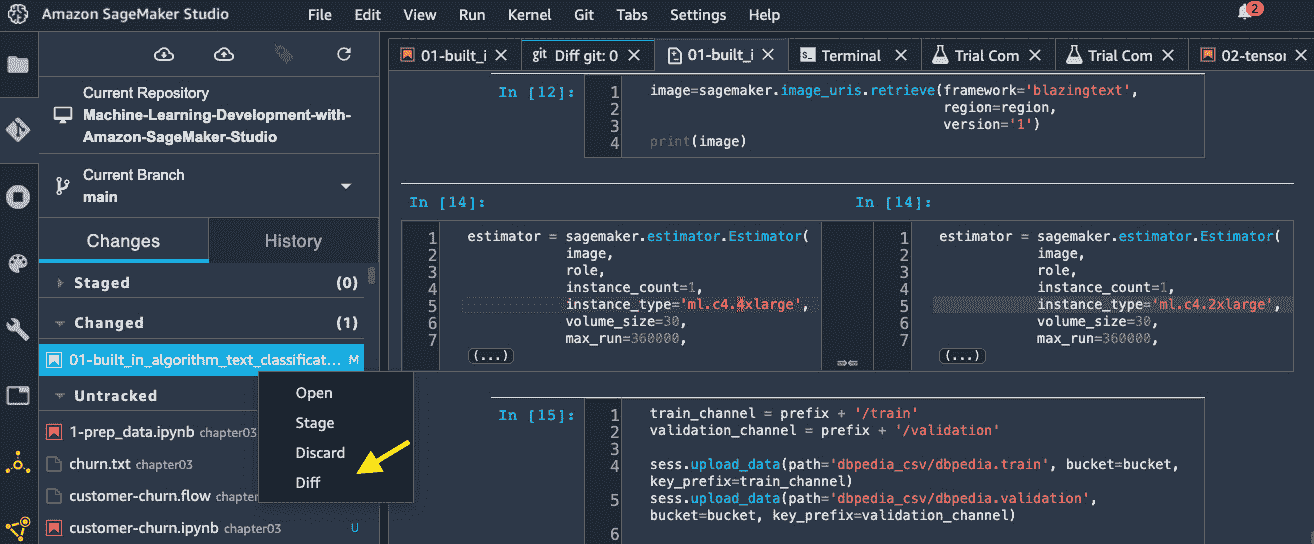 Amazon SageMaker Studio
File Edit View Run Kernel Git Tabs Settings Help
2
Current Repository
Machine-Learning-Development-with-
Amazon-SageMaker-Studio
Current Branch
main
Changes History
Staged (0)
Changed (1)
01-built_in_algorithm_text_classificat... M
Untracked
1-prep_data.ipynb chapter03
churn.txt chapter03
customer-churn.flow
customer-churn.ipynb chapter03 U
Open
Stage
Discard
Diff
01-built_i git Diff git: 0 01-built_i Terminal Trial Com Trial Com 02-tensor
In [12]:
1 image=sagemaker.image_uris.retrieve(framework='blazingtext',
2 region=region,
3 version='1')
4 print(image)
In [14]:
1 estimator = sagemaker.estimator.Estimator(
2 image,
3 role,
4 instance_count=1,
5 instance_type='ml.c4.4xlarge',
6 volume_size=30,
7 max_run=360000,
(...)
In [14]:
1 estimator = sagemaker.estimator.Estimator(
2 image,
3 role,
4 instance_count=1,
5 instance_type='ml.c4.2xlarge',
6 volume_size=30,
7 max_run=360000,
(...)
In [15]:
1 train_channel = prefix + '/train'
2 validation_channel = prefix + '/validation'
3
4 sess.upload_data(path='dbpedia_csv/dbpedia.train', bucket=bucket,
key_prefix=train_channel)
5 sess.upload_data(path='dbpedia_csv/dbpedia.validation',
bucket=bucket, key_prefix=validation_channel)
6